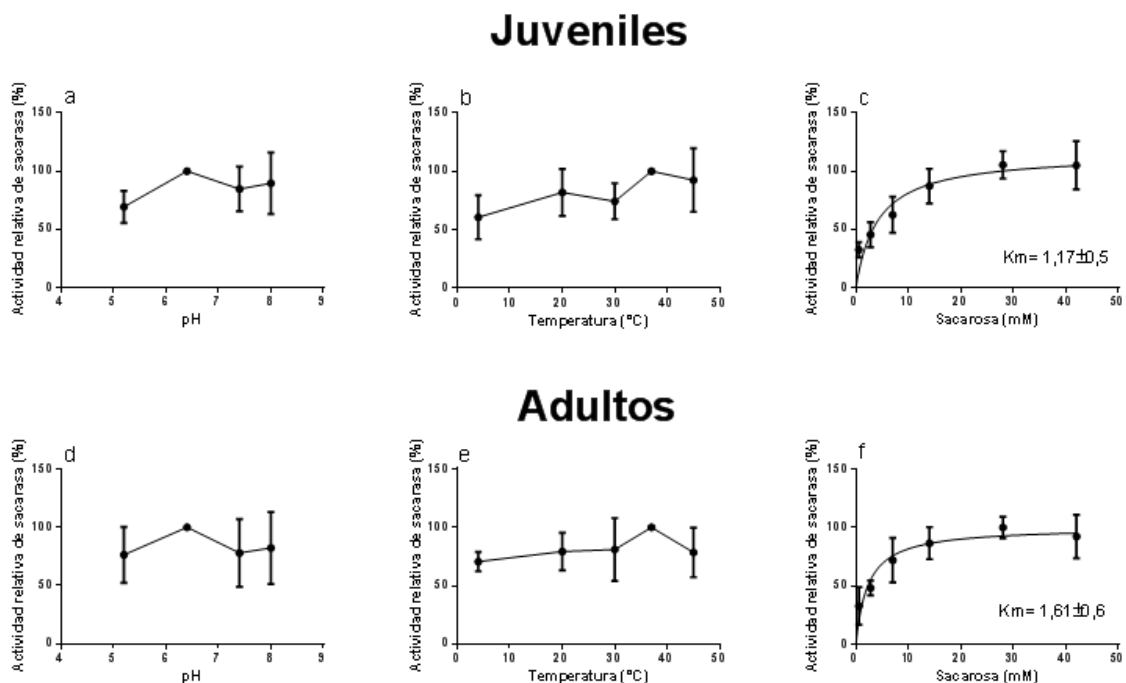 Juveniles
a
Actividad relativa de sacarasa (%)
150
100
50
0
4 5 6 7 8 9
pH
b
Actividad relativa de sacarasa (%)
150
100
50
0
0 10 20 30 40 50
Temperatura (ºC)
c
Actividad relativa de sacarasa (%)
150
100
50
0
0 10 20 30 40 50
Sacarosa (mM)
Km= 1,17±0,5
Adultos
d
Actividad relativa de sacarasa (%)
150
100
50
0
4 5 6 7 8 9
pH
e
Actividad relativa de sacarasa (%)
150
100
50
0
0 10 20 30 40 50
Temperatura (ºC)
f
Actividad relativa de sacarasa (%)
150
100
50
0
0 10 20 30 40 50
Sacarosa (mM)
Km= 1,61±0,6